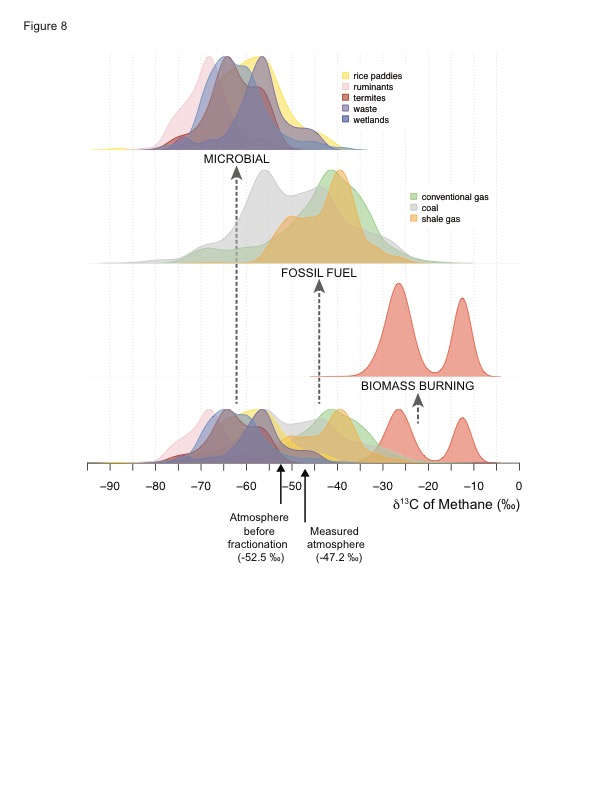 Figure 8
rice paddies
ruminants
termites
waste
wetlands
MICROBIAL
conventional gas
coal
shale gas
FOSSIL FUEL
BIOMASS BURNING
−90 −80 −70 −60 −50 −40 −30 −20 −10 0
δ¹³C of Methane (‰)
Atmosphere
before
fractionation
(-52.5 ‰)
Measured
atmosphere
(-47.2 ‰)